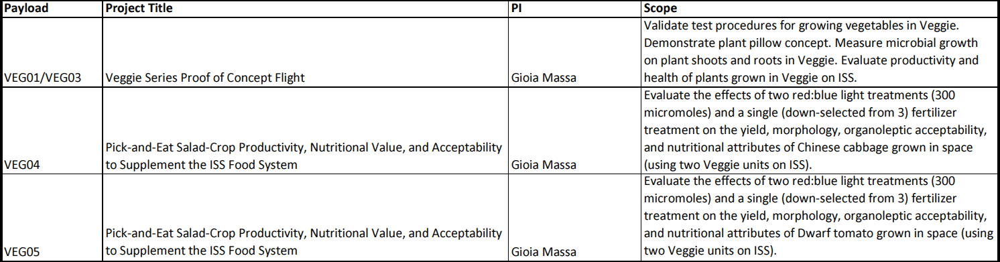 Payload Project Title PI Scope
Validate test procedures for growing vegetables in Veggie.
Demonstrate plant pillow concept. Measure microbial growth
on plant shoots and roots in Veggie. Evaluate productivity and
VEG01/VEG03 Veggie Series Proof of Concept Flight Gioia Massa health of plants grown in Veggie on ISS.
Evaluate the effects of two red:blue light treatments (300
micromoles) and a single (down-selected from 3) fertilizer
treatment on the yield, morphology, organoleptic acceptability,
Pick-and-Eat Salad-Crop Productivity, Nutritional Value, and Acceptability and nutritional attributes of Chinese cabbage grown in space
VEG04 to Supplement the ISS Food System Gioia Massa (using two Veggie units on ISS).
Evaluate the effects of two red:blue light treatments (300
micromoles) and a single (down-selected from 3) fertilizer
treatment on the yield, morphology, organoleptic acceptability,
Pick-and-Eat Salad-Crop Productivity, Nutritional Value, and Acceptability and nutritional attributes of Dwarf tomato grown in space (using
VEG05 to Supplement the ISS Food System Gioia Massa two Veggie units on ISS).